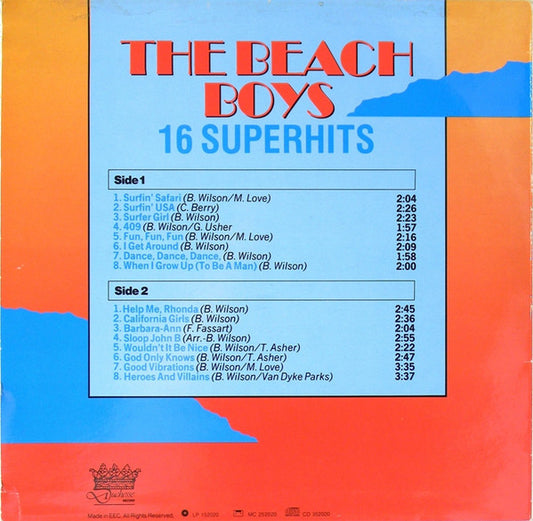 THE BEACH
BOYS
16 SUPERHITS
Side 1
1. Surfin' Safari (B. Wilson/M. Love) 2:04
2. Surfin' USA (C. Berry) 2:26
3. Surfer Girl (B. Wilson) 2:23
4. 409 (B. Wilson/G. Usher 1:57
5. Fun, Fun, Fun (B. Wilson/M. Love) 2:16
6. I Get Around (B. Wilson) 2:09
7. Dance, Dance, Dance, (B. Wilson) 1:58
8. When I Grow Up (To Be A Man) (B. Wilson) 2:00
Side 2
1. Help Me, Rhonda (B. Wilson) 2:45
2. California Girls (B. Wilson) 2:36
3. Barbara-Ann (F. Fassart) 2:04
4. Sloop John B (Arr.-B. Wilson) 2:55
5. Wouldn't It Be Nice (B. Wilson/T. Asher) 2:22
6. God Only Knows (B. Wilson/T. Asher) 2:47
7. Good Vibrations (B. Wilson/M. Love) 3:35
8. Heroes And Villains (B. Wilson/Van Dyke Parks) 3:37
Duchesse
Made in EEC. All Rights Reserved. LP 152020 MC 252020 CD 352020